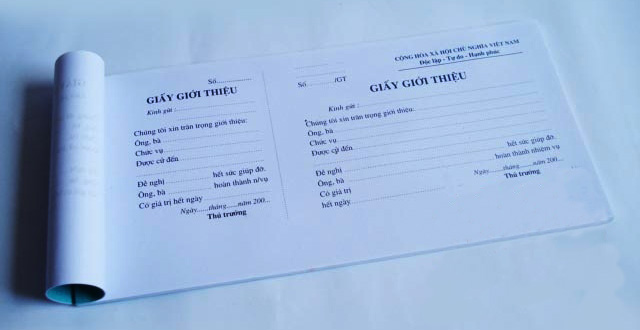 Số....................
GIẤY GIỚI THIỆU
Kính gửi :
Chúng tôi xin trân trọng giới thiệu:
Ông, bà
Chức vụ
Được cử đến
Đề nghị hết sức giúp đỡ.
Ông, bà hoàn thành n/vụ
Có giá trị hết ngày
Ngày......tháng......năm 200...
Thủ trưởng
CỘNG HÒA XÃ HỘI CHỦ NGHĨA VIỆT NAM
Độc lập - Tự do - Hạnh phúc
Số............/GT
GIẤY GIỚI THIỆU
Kính gửi :
Chúng tôi xin trân trọng giới thiệu:
Ông, bà
Chức vụ
Được cử đến
Đề nghị hết sức giúp đỡ.
Ông, bà hoàn thành nhiệm vụ
Có giá trị Ngày......tháng......năm 200...
hết ngày Thủ trưởng